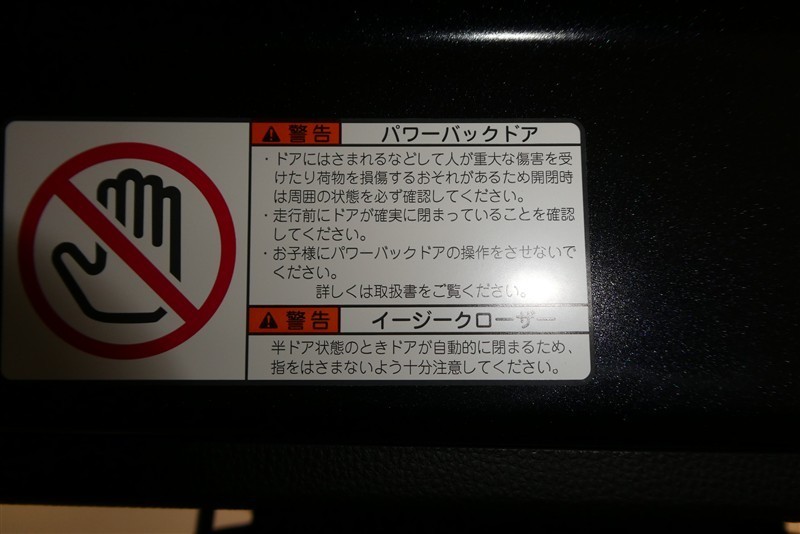 警告 パワーバックドア
・ドアにはさまれるなどして人が重大な傷害を受
けたり荷物を損傷するおそれがあるため開閉時
は周囲の状態を必ず確認してください。
・走行前にドアが確実に閉まっていることを確認
してください。
・お子様にパワーバックドアの操作をさせないで
ください。
詳しくは取扱書をご覧ください。
警告 イージークローザー
半ドア状態のときドアが自動的に閉まるため、
指をはさまないよう十分注意してください。